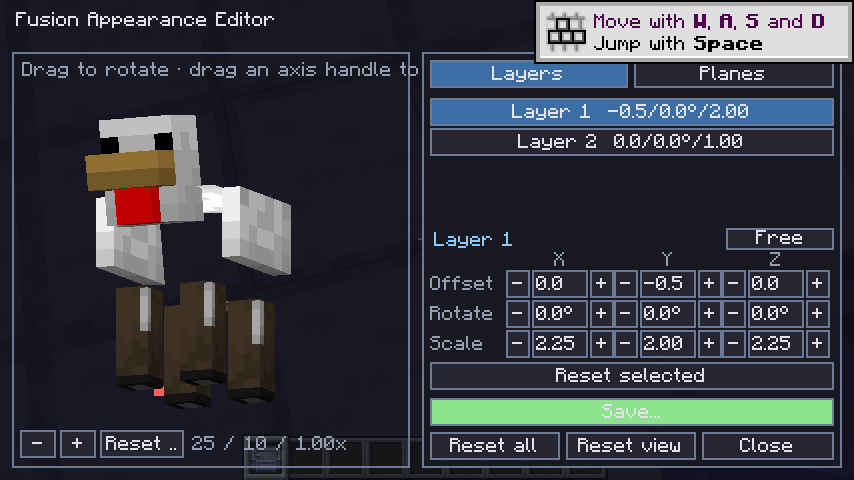 Fusion Appearance Editor
Move with W, A, S and D
Jump with Space
Drag to rotate · drag an axis handle to
Layers
Planes
Layer 1 -0.5/0.0°/2.00
Layer 2 0.0/0.0°/1.00
Layer 1
Free
X Y Z
Offset - 0.0 + - -0.5 + - 0.0 +
Rotate - 0.0° + - 0.0° + - 0.0° +
Scale - 2.25 + - 2.00 + - 2.25 +
Reset selected
Save...
- + Reset .. 25 / 10 / 1.00x
Reset all
Reset view
Close